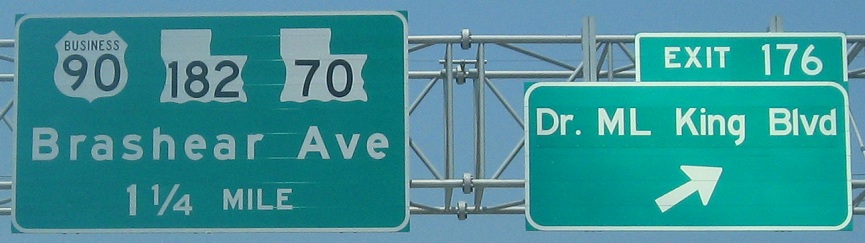 BUSINESS
90 182 70
Brashear Ave
1 1/4 MILE
EXIT 176
Dr. ML King Blvd